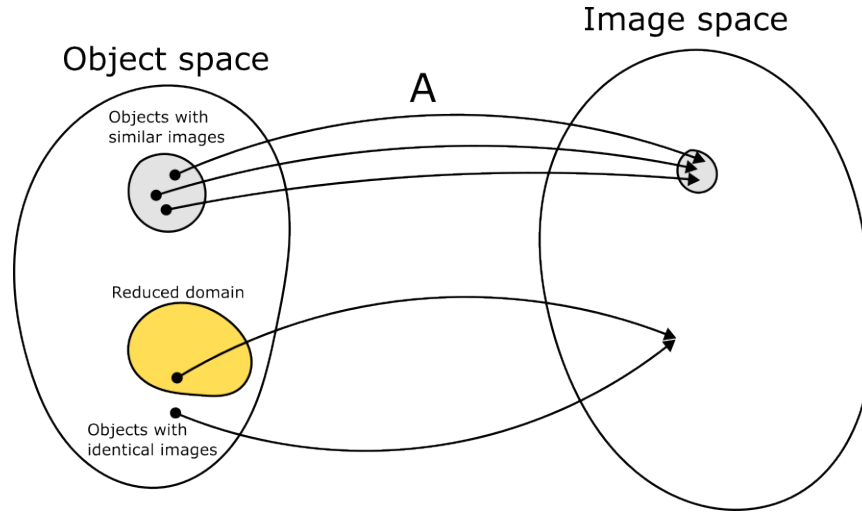 Image space
Object space
A
Objects with
similar images
Reduced domain
Objects with
identical images